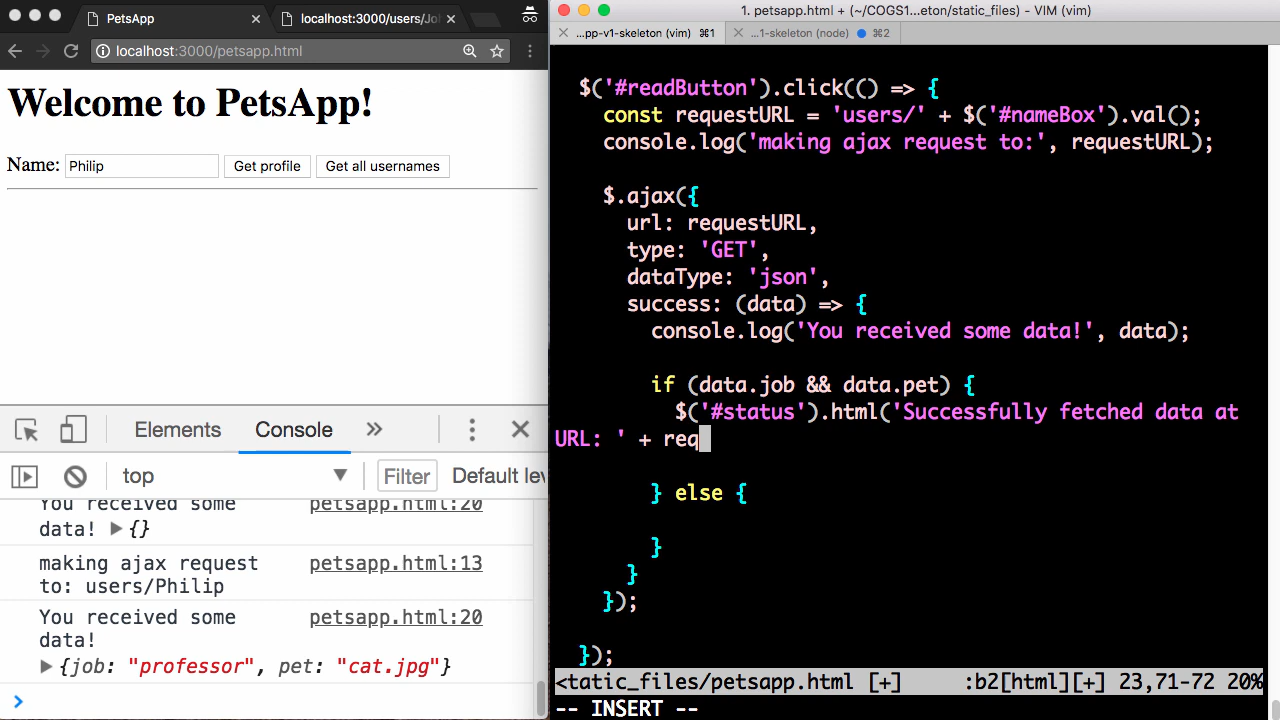 PetsApp
localhost:3000/users/Jo
localhost:3000/petsapp.html
Welcome to PetsApp!
Name: Philip Get profile Get all usernames
Elements Console
top Filter Default lev
You received some petsapp.html:20
data! ▶ {}
making ajax request petsapp.html:13
to: users/Philip
You received some petsapp.html:20
data!
▶ {job: "professor", pet: "cat.jpg"}
1. petsapp.html + (~/COGS1...eton/static_files) - VIM (vim)
...pp-v1-skeleton (vim) ⌘1
...1-skeleton (node) ⌘2
$('#readButton').click(() => {
const requestURL = 'users/' + $('#nameBox').val();
console.log('making ajax request to:', requestURL);
$.ajax({
url: requestURL,
type: 'GET',
dataType: 'json',
success: (data) => {
console.log('You received some data!', data);
if (data.job && data.pet) {
$('#status').html('Successfully fetched data at
URL: ' + req
} else {
}
}
});
});
<tatic_files/petsapp.html [+] :b2[html][+] 23,71-72 20%
-- INSERT --